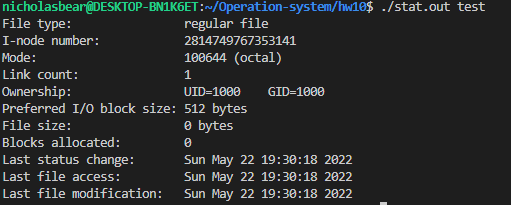 nicholasbear@DESKTOP-BN1K6ET:~/Operation-system/hw10$ ./stat.out test
File type:                regular file
I-node number:            2814749767353141
Mode:                     100644 (octal)
Link count:               1
Ownership:                UID=1000    GID=1000
Preferred I/O block size: 512 bytes
File size:                0 bytes
Blocks allocated:         0
Last status change:       Sun May 22 19:30:18 2022
Last file access:         Sun May 22 19:30:18 2022
Last file modification:   Sun May 22 19:30:18 2022